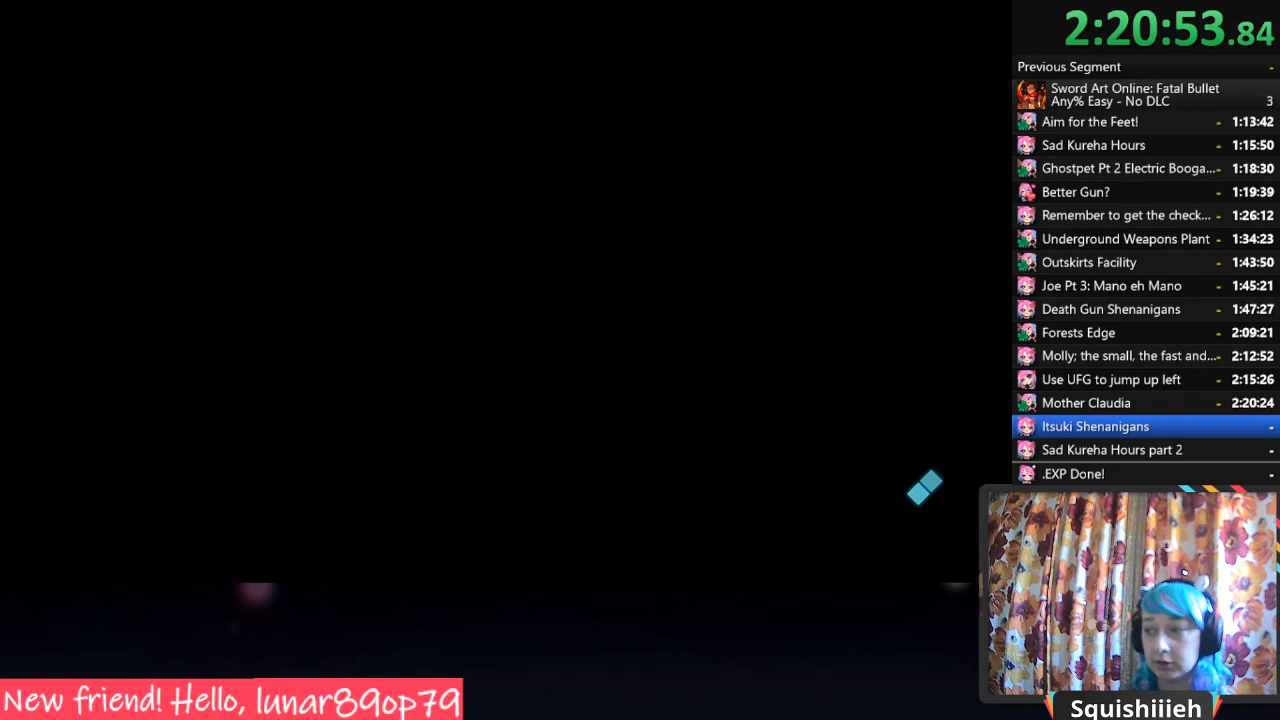 2:20:53.84
Previous Segment -
Sword Art Online: Fatal Bullet
Any% Easy - No DLC 3
Aim for the Feet! - 1:13:42
Sad Kureha Hours - 1:15:50
Ghostpet Pt 2 Electric Booga... - 1:18:30
Better Gun? - 1:19:39
Remember to get the check... - 1:26:12
Underground Weapons Plant - 1:34:23
Outskirts Facility - 1:43:50
Joe Pt 3: Mano eh Mano - 1:45:21
Death Gun Shenanigans - 1:47:27
Forests Edge - 2:09:21
Molly; the small, the fast and... - 2:12:52
Use UFG to jump up left - 2:15:26
Mother Claudia - 2:20:24
Itsuki Shenanigans -
Sad Kureha Hours part 2 -
.EXP Done! -
New friend! Hello, lunar89op79
Squishiiieh